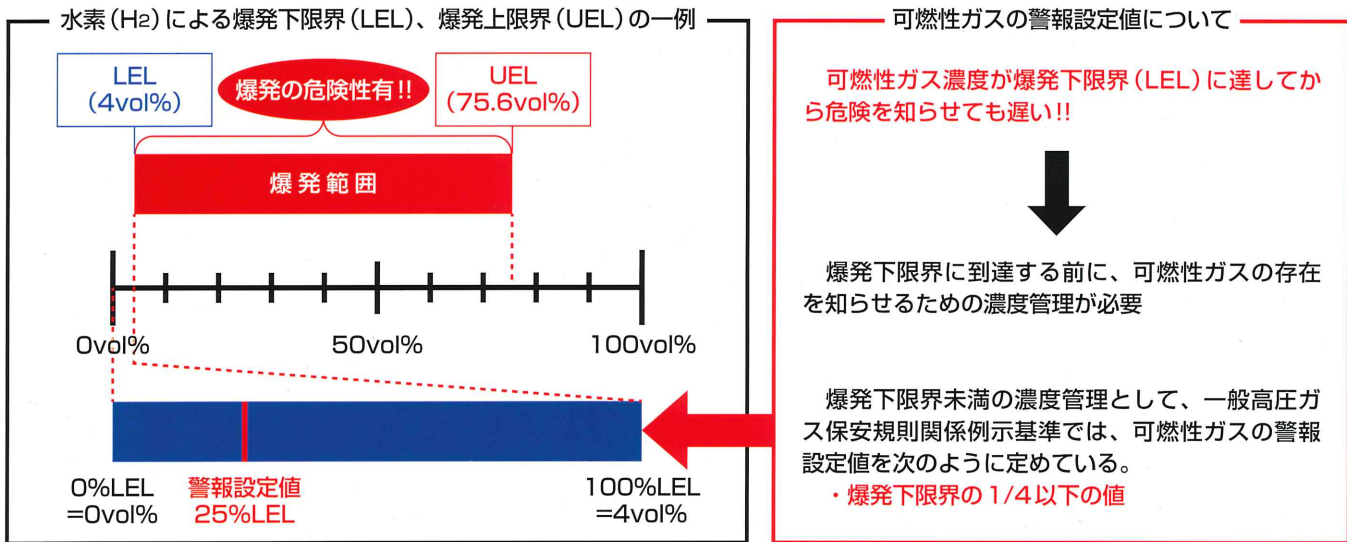 水素(H2)による爆発下限界(LEL)、爆発上限界(UEL)の一例
LEL
(4vol%)
爆発の危険性有!!
UEL
(75.6vol%)
爆発範囲
0vol%
50vol%
100vol%
0%LEL
=0vol%
警報設定値
25%LEL
100%LEL
=4vol%
可燃性ガスの警報設定値について
可燃性ガス濃度が爆発下限界(LEL)に達してか
ら危険を知らせても遅い!!
爆発下限界に到達する前に、可燃性ガスの存在
を知らせるための濃度管理が必要
爆発下限界未満の濃度管理として、一般高圧ガ
ス保安規則関係例示基準では、可燃性ガスの警報
設定値を次のように定めている。
・爆発下限界の1/4以下の値